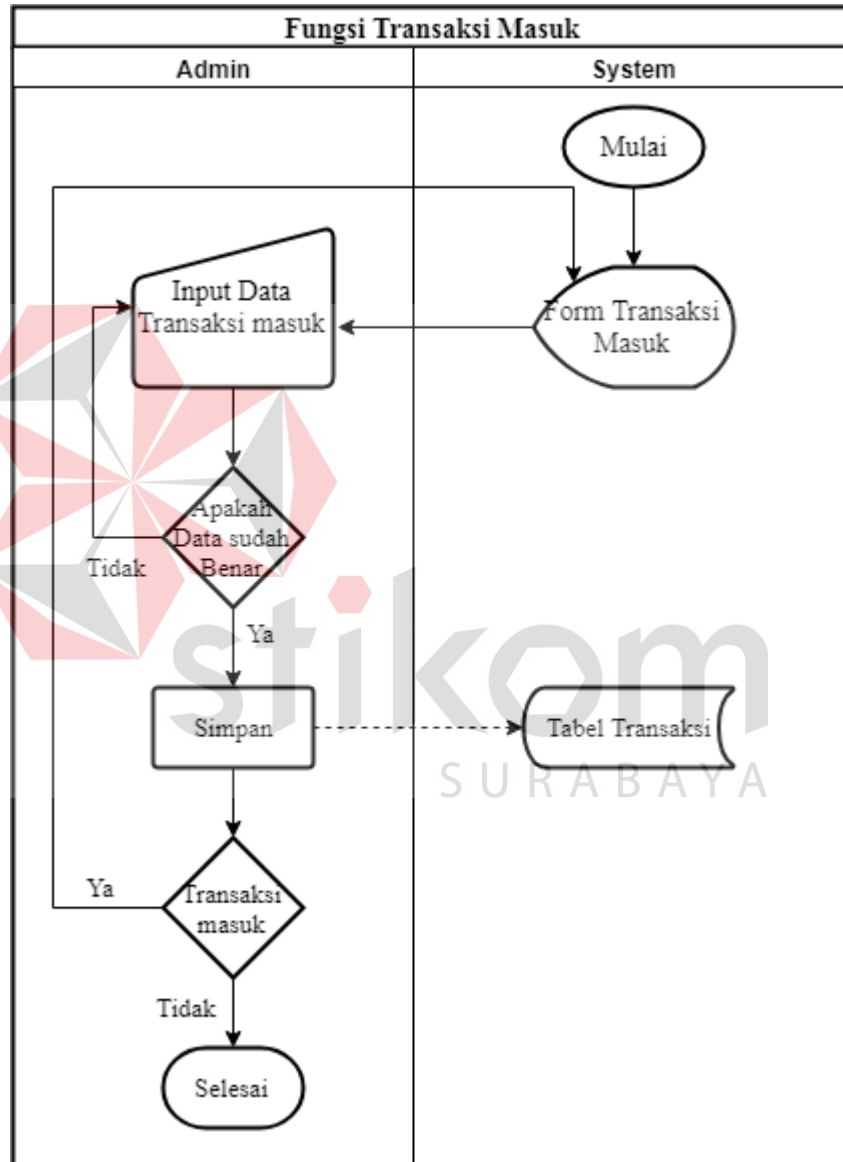 Fungsi Transaksi Masuk
Admin
System
Mulai
Form Transaksi
Masuk
Input Data
Transaksi masuk
Apakah
Data sudah
Benar
Tidak
Ya
Simpan
Tabel Transaksi
Transaksi
masuk
Ya
Tidak
Selesai
stikom
SURABAYA